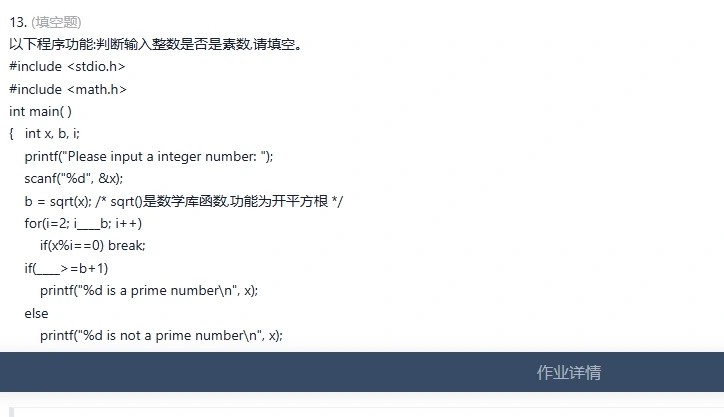 13. (填空题)
以下程序功能:判断输入整数是否是素数,请填空。
#include <stdio.h>
#include <math.h>
int main( )
{ int x, b, i;
printf("Please input a integer number: ");
scanf("%d", &x);
b = sqrt(x); /* sqrt()是数学库函数,功能为开平方根 */
for(i=2; i____b; i++)
if(x%i==0) break;
if(____>=b+1)
printf("%d is a prime number\n", x);
else
printf("%d is not a prime number\n", x);
作业详情